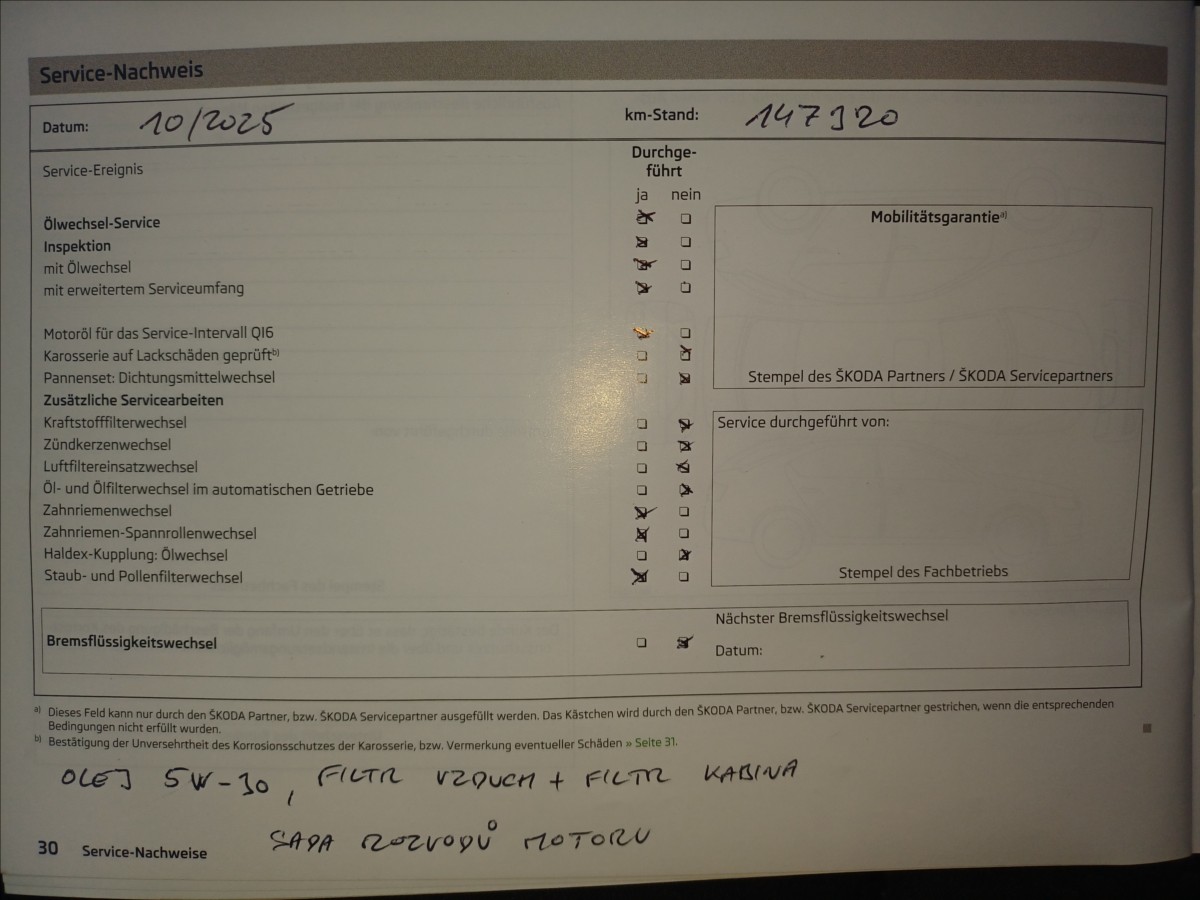 Service-Nachweis
Datum: 10/2025 km-Stand: 147320
Service-Ereignis Durchge-
führt
ja nein
Ölwechsel-Service
Inspektion
mit Ölwechsel
mit erweitertem Serviceumfang
Motoröl für das Service-Intervall QI6
Karosserie auf Lackschäden geprüft b)
Pannenset: Dichtungsmittelwechsel
Zusätzliche Servicearbeiten
Kraftstofffilterwechsel
Zündkerzenwechsel
Luftfiltereinsatzwechsel
Öl- und Ölfilterwechsel im automatischen Getriebe
Zahnriemenwechsel
Zahnriemen-Spannrollenwechsel
Haldex-Kupplung: Ölwechsel
Staub- und Pollenfilterwechsel
Mobilitätsgarantie a)
Stempel des ŠKODA Partners / ŠKODA Servicepartners
Service durchgeführt von:
Stempel des Fachbetriebs
Bremsflüssigkeitswechsel
Nächster Bremsflüssigkeitswechsel
Datum:
a) Dieses Feld kann nur durch den ŠKODA Partner, bzw. ŠKODA Servicepartner ausgefüllt werden. Das Kästchen wird durch den ŠKODA Partner, bzw. ŠKODA Servicepartner gestrichen, wenn die entsprechenden
Bedingungen nicht erfüllt wurden.
b) Bestätigung der Unversehrtheit des Korrosionsschutzes der Karosserie, bzw. Vermerkung eventueller Schäden » Seite 31.
OLEJ 5W-30, FILTR VZDUCH + FILTR KABINA
SADA ROZVODŮ MOTORU
30 Service-Nachweise